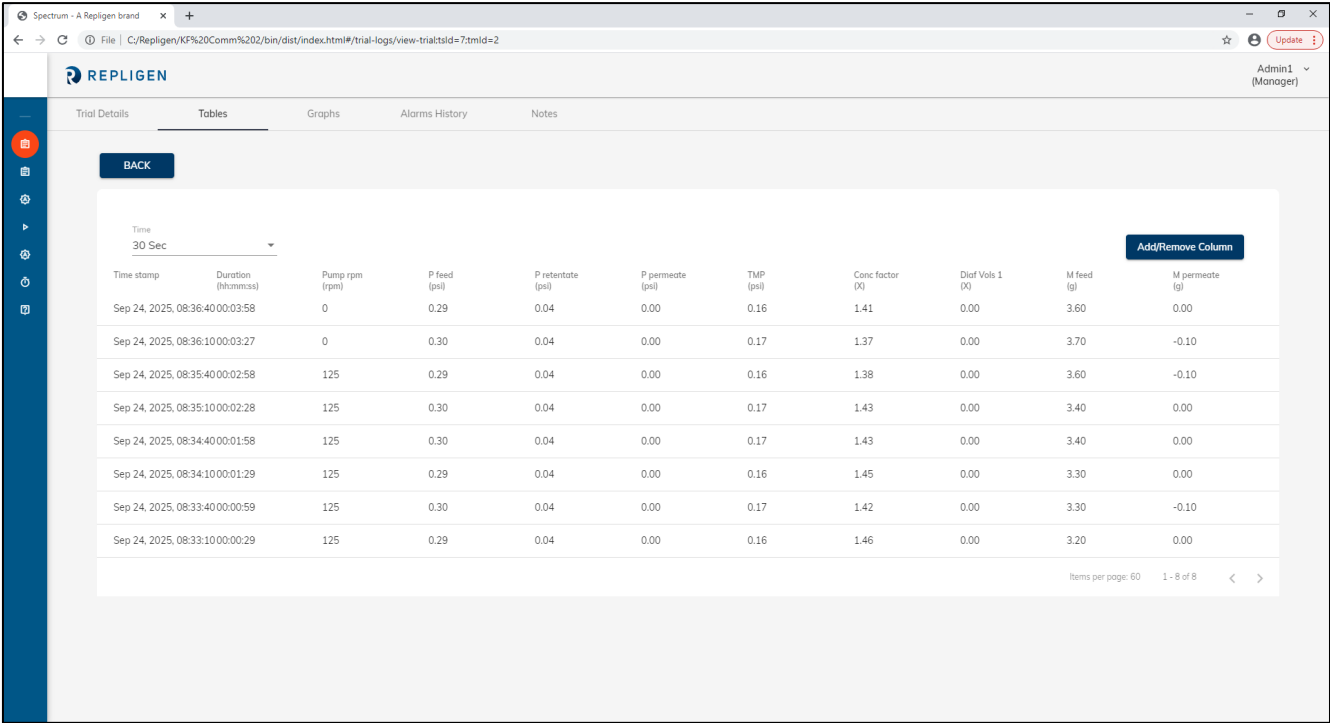 Spectrum - A Repligen brand
File | C:/Repligen/KF%20Comm%202/bin/dist/index.html#/trial-logs/view-trial;tsId=7;tmId=2
Update
REPLIGEN
Admin1
(Manager)
Trial Details Tables Graphs Alarms History Notes
BACK
Time
30 Sec
Add/Remove Column
Time stamp Duration Pump rpm P feed P retentate P permeate TMP Conc factor Diaf Vols 1 M feed M permeate
(hh:mm:ss) (rpm) (psi) (psi) (psi) (psi) (X) (X) (g) (g)
Sep 24, 2025, 08:36:40 00:03:58 0 0.29 0.04 0.00 0.16 1.41 0.00 3.60 0.00
Sep 24, 2025, 08:36:10 00:03:27 0 0.30 0.04 0.00 0.17 1.37 0.00 3.70 -0.10
Sep 24, 2025, 08:35:40 00:02:58 125 0.29 0.04 0.00 0.16 1.38 0.00 3.60 -0.10
Sep 24, 2025, 08:35:10 00:02:28 125 0.30 0.04 0.00 0.17 1.43 0.00 3.40 0.00
Sep 24, 2025, 08:34:40 00:01:58 125 0.30 0.04 0.00 0.17 1.43 0.00 3.40 0.00
Sep 24, 2025, 08:34:10 00:01:29 125 0.29 0.04 0.00 0.16 1.45 0.00 3.30 0.00
Sep 24, 2025, 08:33:40 00:00:59 125 0.30 0.04 0.00 0.17 1.42 0.00 3.30 -0.10
Sep 24, 2025, 08:33:10 00:00:29 125 0.29 0.04 0.00 0.16 1.46 0.00 3.20 0.00
Items per page: 60 1 - 8 of 8